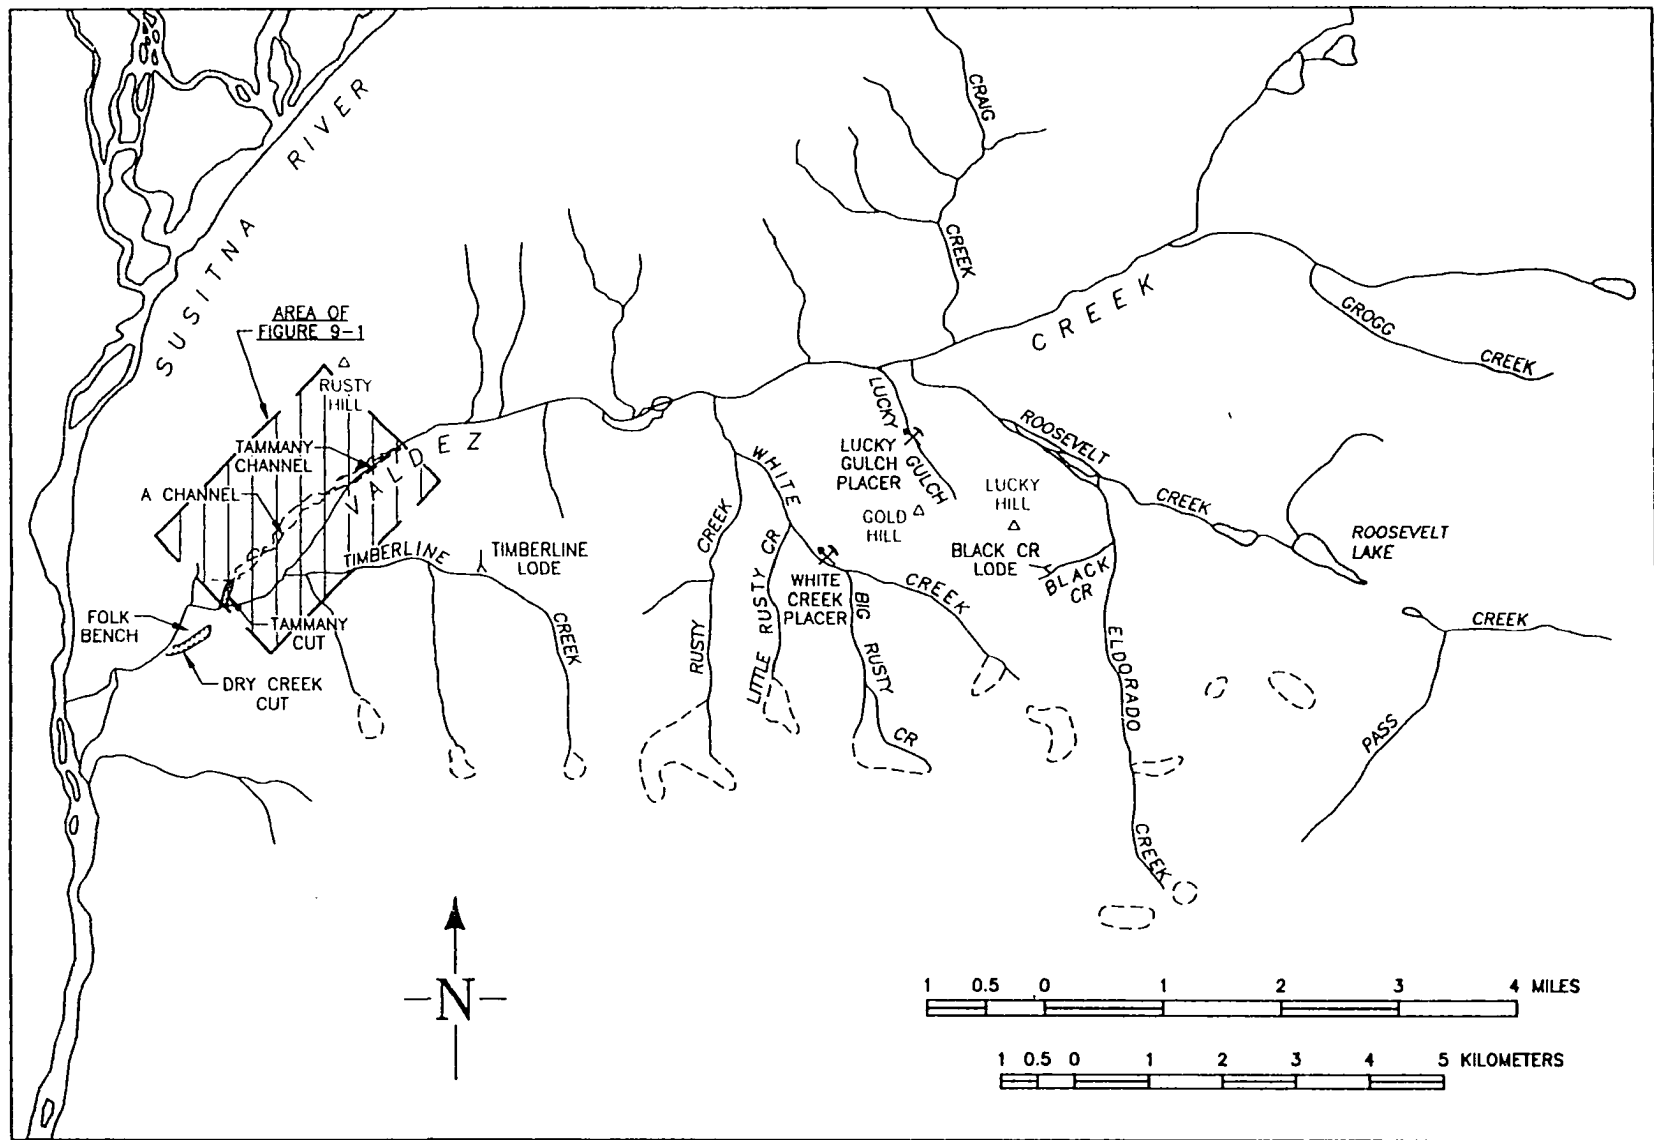 SUSITNA RIVER
CRAIG
CREEK
VALDEZ CREEK
GROGG
CREEK
AREA OF
FIGURE 9-1
RUSTY
HILL
TAMMANY
CHANNEL
A CHANNEL
TIMBERLINE
CREEK
TIMBERLINE
LODE
FOLK
BENCH
TAMMANY
CUT
DRY CREEK
CUT
RUSTY
CREEK
WHITE
CREEK
LITTLE RUSTY CR
WHITE
CREEK
PLACER
BIG
RUSTY
CR
LUCKY
GULCH
LUCKY
GULCH
PLACER
GOLD
HILL
LUCKY
HILL
BLACK CR
LODE
BLACK
CR
ROOSEVELT
CREEK
ROOSEVELT
LAKE
ELDORADO
CREEK
PASS
CREEK
N
1 0.5 0 1 2 3 4 MILES
1 0.5 0 1 2 3 4 5 KILOMETERS